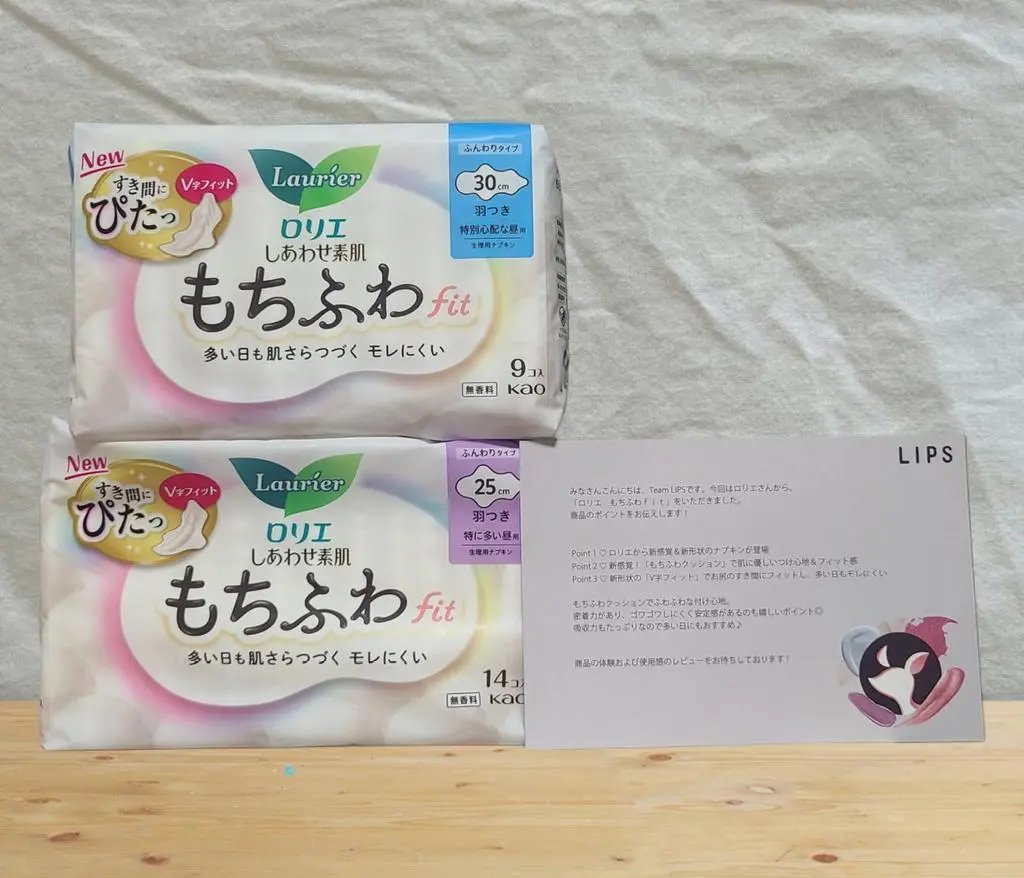 New
すき間に
ぴたっ
V字フィット
Laurier
ロリエ
しあわせ素肌
もちふわfit
多い日も肌さらつづく モレにくい
ふんわりタイプ
30cm
羽つき
特別心配な昼用
生理用ナプキン
9コ入
無香料 Kao
New
すき間に
ぴたっ
V字フィット
Laurier
ロリエ
しあわせ素肌
もちふわfit
多い日も肌さらつづく モレにくい
ふんわりタイプ
25cm
羽つき
特に多い昼用
生理用ナプキン
14コ
無香料 Kao
LIPS
みなさんこんにちは、Team LIPSです。今回はロリエさんから、
「ロリエ もちふわfit」をいただきました。
商品のポイントをお伝えします!
Point 1♡ロリエから新感覚&新形状のナプキンが登場
Point 2♡新感覚!「もちふわクッション」で肌に優しいつけ心地&フィット感
Point 3♡新形状の「V字フィット」でお尻のすき間にフィットし、多い日もモレにくい
もちふわクッションでふわふわな付け心地。
密着力があり、ゴワゴワしにくく安定感があるのも嬉しいポイント◎
吸収力もたっぷりなので多い日にもおすすめ♪
商品の体験および使用感のレビューをお待ちしております!